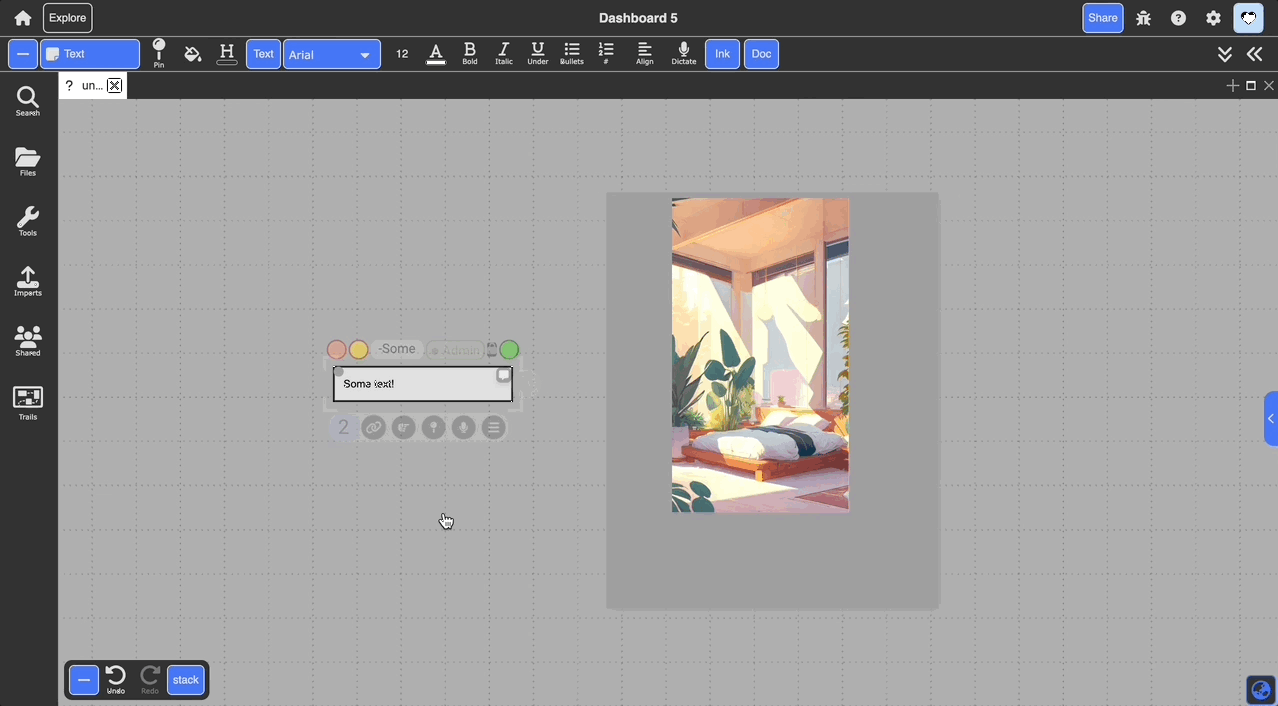 Explore
Dashboard 5
Share
Text
Pin
H
Text
Arial
12
A
B
Bold
I
Italic
U
Under
Bullets
#
Align
Dictate
Ink
Doc
? un...
Search
Files
Tools
Imports
Shared
Trails
-Some
Admin
Some text!
2
Undo
Redo
stack